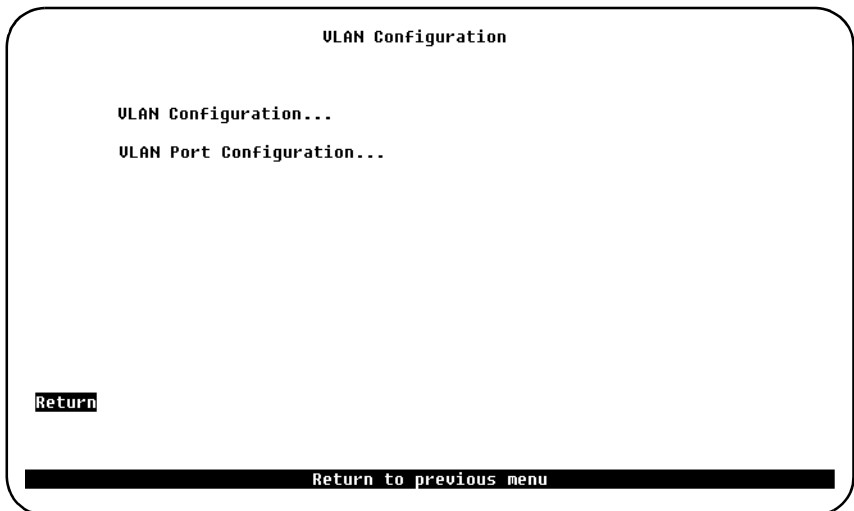 VLAN Configuration
VLAN Configuration...
VLAN Port Configuration...
Return
Return to previous menu